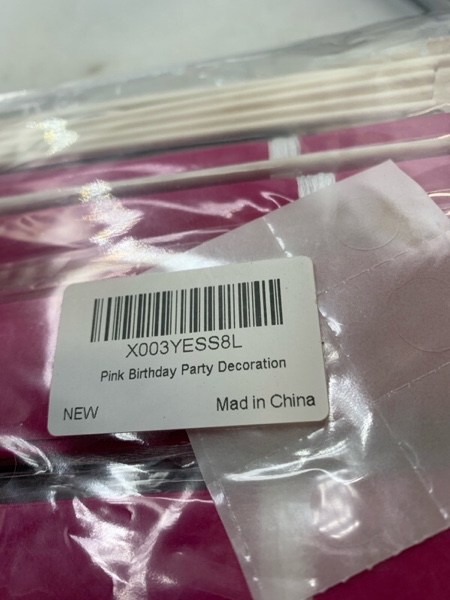 X003YESS8L
Pink Birthday Party Decoration
NEW
Mad in China